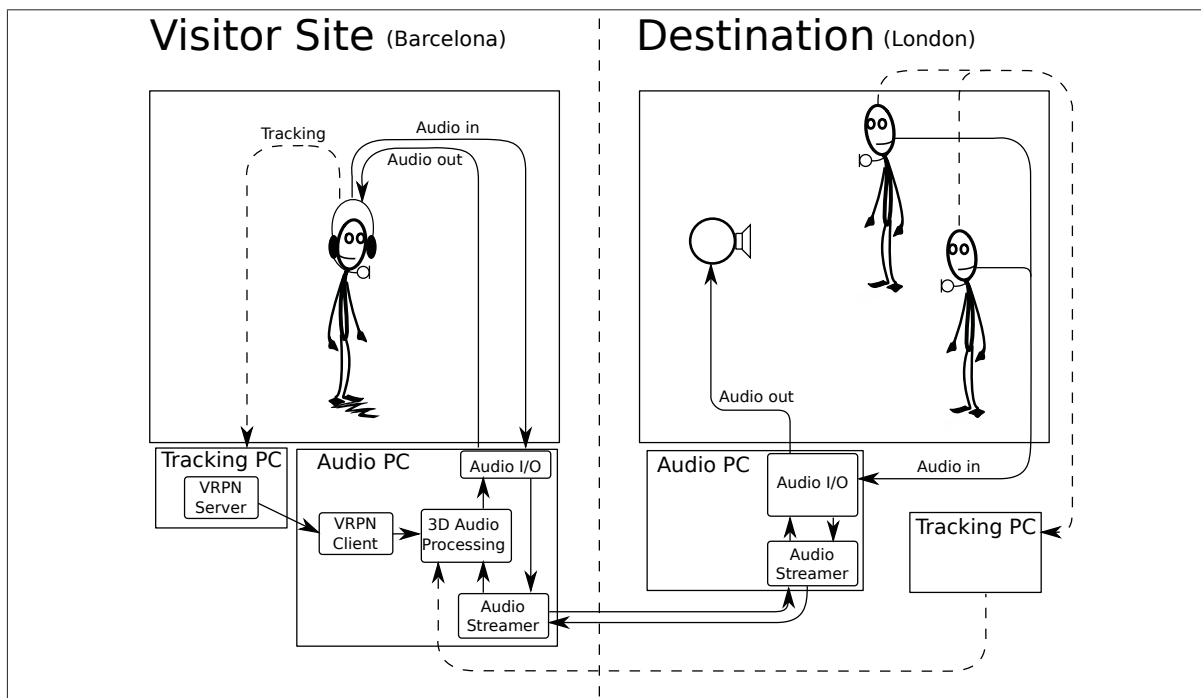 Visitor Site (Barcelona)
Destination (London)
Tracking
Audio in
Audio out
Audio out
Audio in
Tracking PC
VRPN
Server
Audio PC
Audio I/O
VRPN
Client
3D Audio
Processing
Audio
Streamer
Audio PC
Audio I/O
Audio
Streamer
Tracking PC